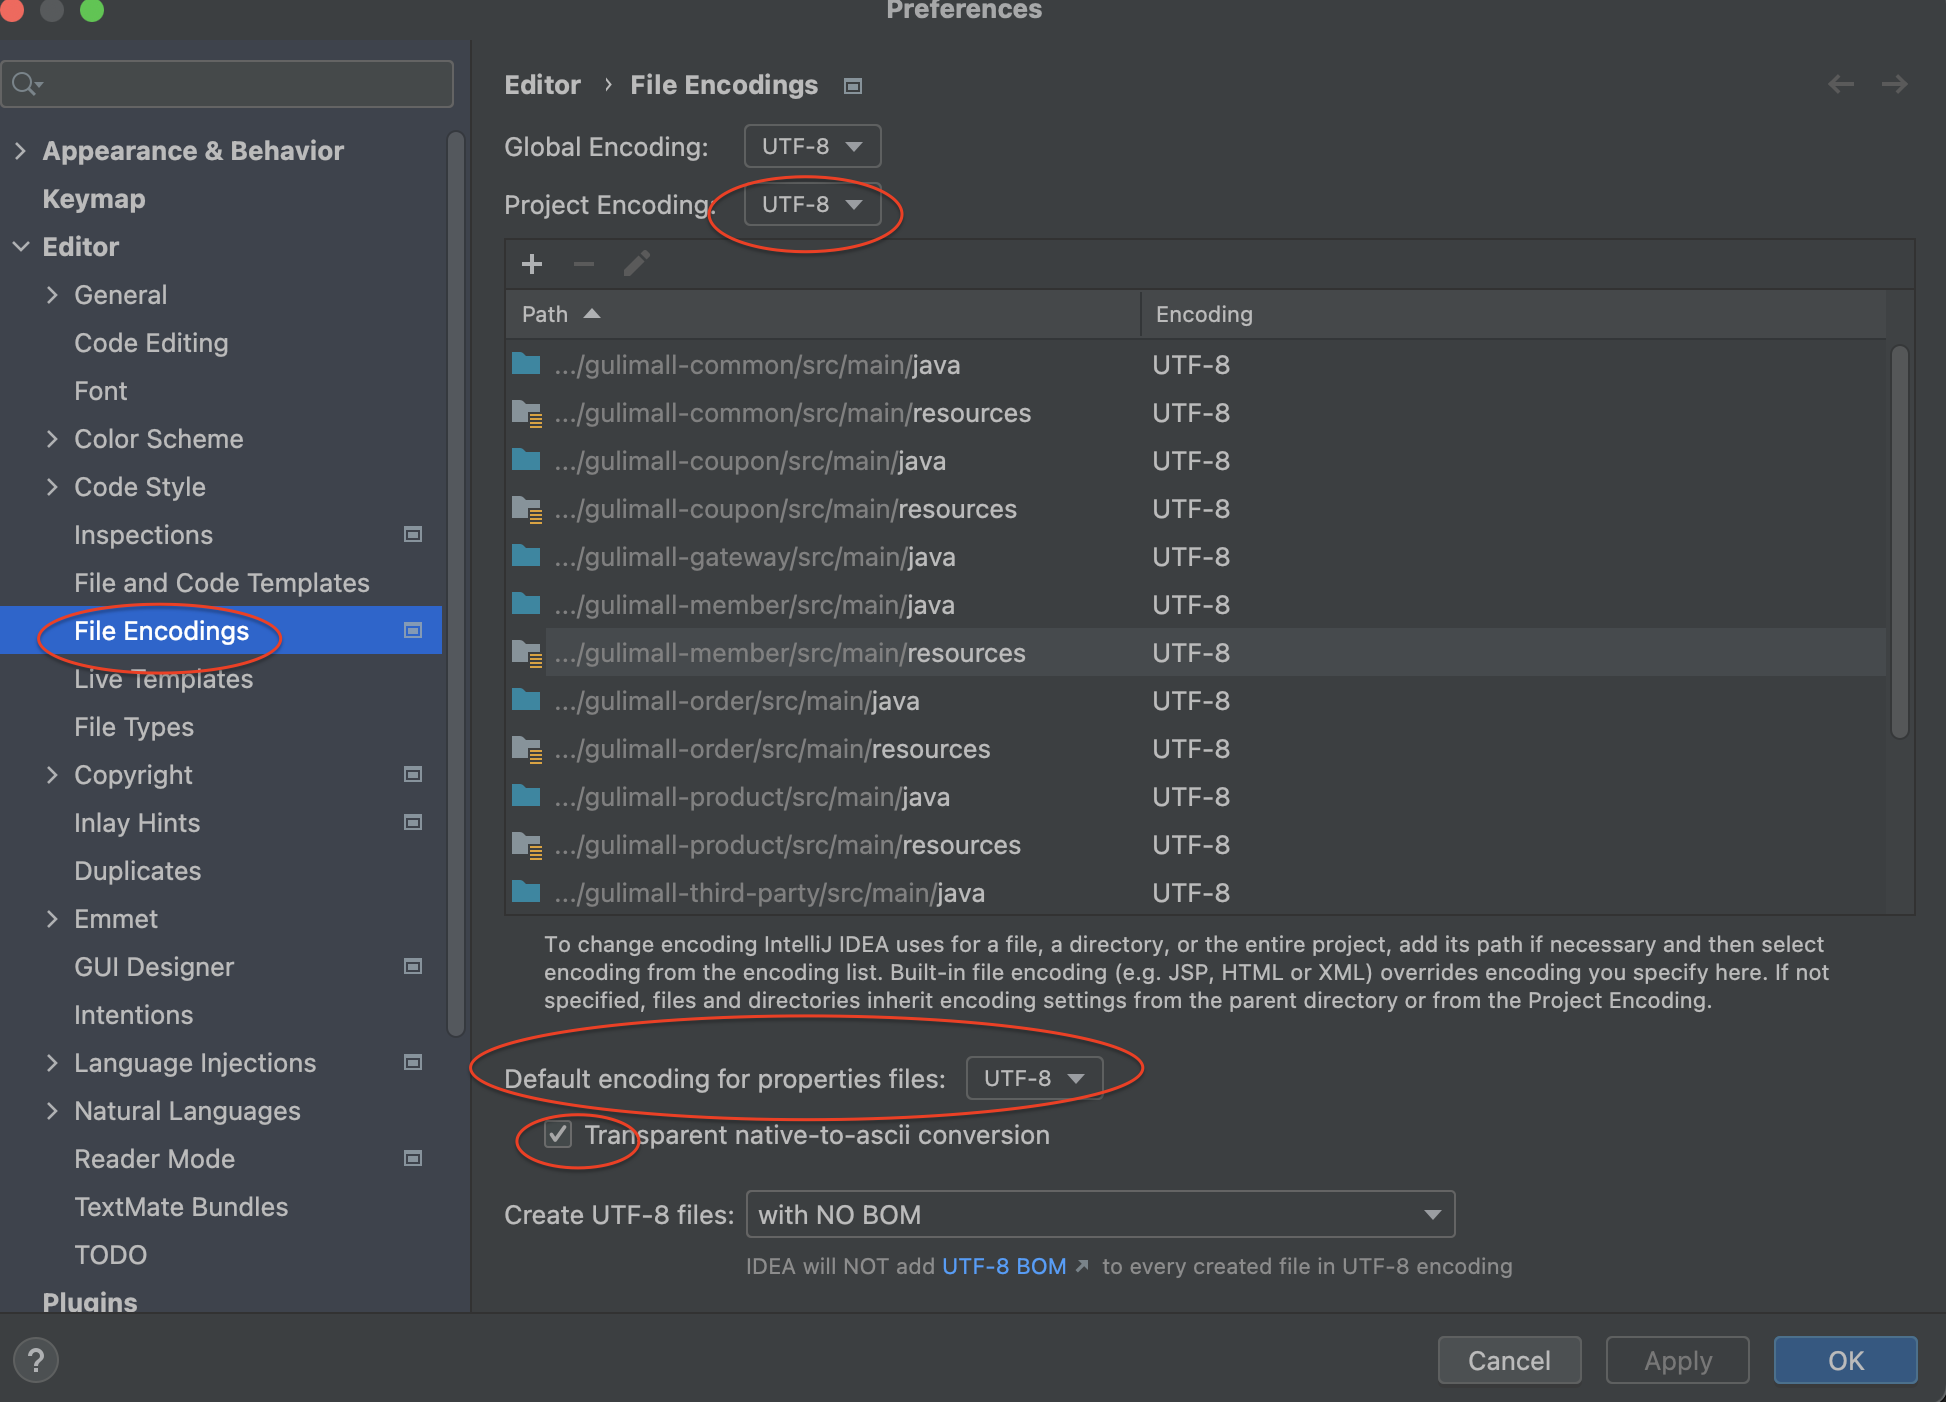 Preferences
Appearance & Behavior
Keymap
Editor
General
Code Editing
Font
Color Scheme
Code Style
Inspections
File and Code Templates
File Encodings
Live Templates
File Types
Copyright
Inlay Hints
Duplicates
Emmet
GUI Designer
Intentions
Language Injections
Natural Languages
Reader Mode
TextMate Bundles
TODO
Plugins
Editor › File Encodings
Global Encoding: UTF-8
Project Encoding: UTF-8
Path Encoding
.../gulimall-common/src/main/java UTF-8
.../gulimall-common/src/main/resources UTF-8
.../gulimall-coupon/src/main/java UTF-8
.../gulimall-coupon/src/main/resources UTF-8
.../gulimall-gateway/src/main/java UTF-8
.../gulimall-member/src/main/java UTF-8
.../gulimall-member/src/main/resources UTF-8
.../gulimall-order/src/main/java UTF-8
.../gulimall-order/src/main/resources UTF-8
.../gulimall-product/src/main/java UTF-8
.../gulimall-product/src/main/resources UTF-8
.../gulimall-third-party/src/main/java UTF-8
To change encoding IntelliJ IDEA uses for a file, a directory, or the entire project, add its path if necessary and then select
encoding from the encoding list. Built-in file encoding (e.g. JSP, HTML or XML) overrides encoding you specify here. If not
specified, files and directories inherit encoding settings from the parent directory or from the Project Encoding.
Default encoding for properties files: UTF-8
Transparent native-to-ascii conversion
Create UTF-8 files: with NO BOM
IDEA will NOT add UTF-8 BOM ↗ to every created file in UTF-8 encoding
?
Cancel
Apply
OK